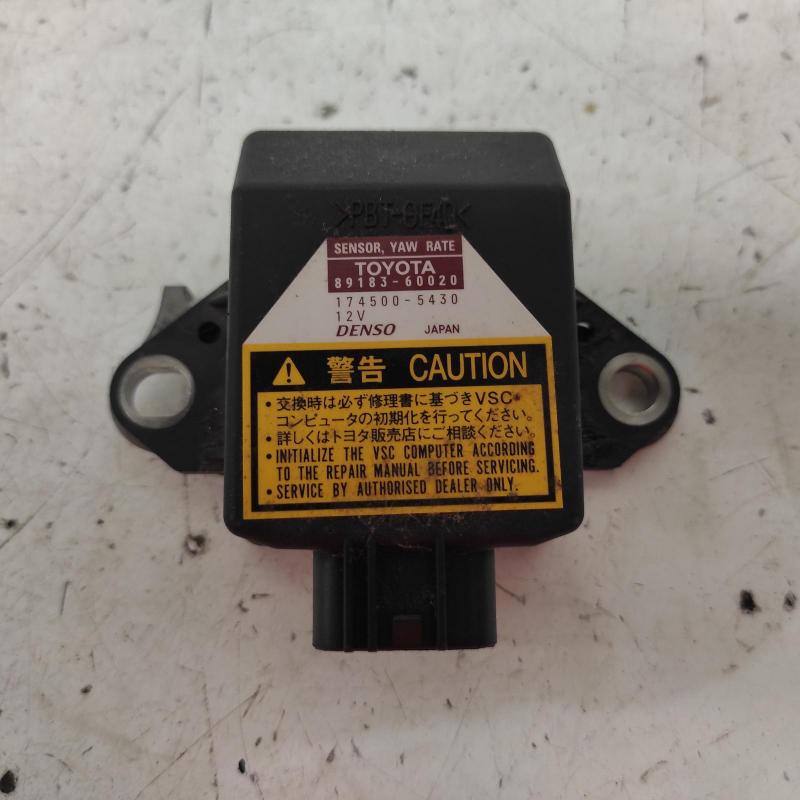 >PBT-GF40<
SENSOR, YAW RATE
TOYOTA
89183-60020
174500-5430
12V
DENSO JAPAN
警告 CAUTION
・交換時は必ず修理書に基づきVSC
コンピュータの初期化を行ってください。
・詳しくはトヨタ販売店にご相談ください。
・INITIALIZE THE VSC COMPUTER ACCORDING
TO THE REPAIR MANUAL BEFORE SERVICING.
・SERVICE BY AUTHORISED DEALER ONLY.